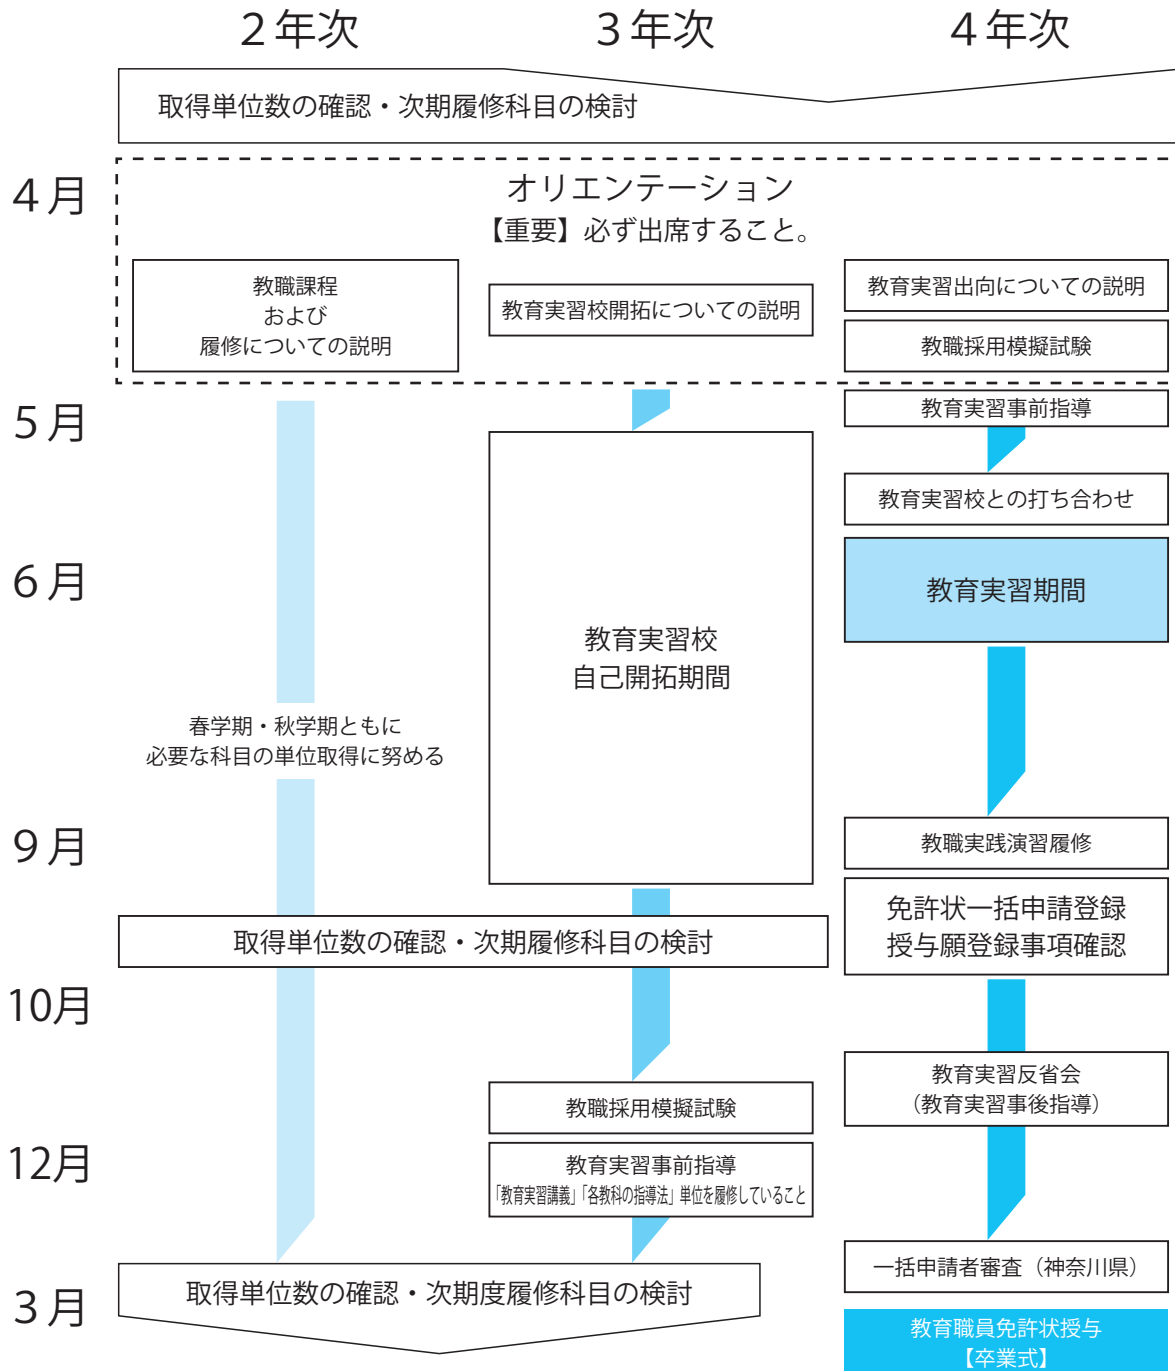 ２年次
３年次
４年次
取得単位数の確認・次期履修科目の検討
４月
オリエンテーション
【重要】必ず出席すること。
教職課程
および
履修についての説明
教育実習校開拓についての説明
教育実習出向についての説明
教職採用模擬試験
５月
教育実習事前指導
教育実習校との打ち合わせ
６月
教育実習期間
教育実習校
自己開拓期間
春学期・秋学期ともに
必要な科目の単位取得に努める
９月
教職実践演習履修
免許状一括申請登録
授与願登録事項確認
取得単位数の確認・次期履修科目の検討
10月
教育実習反省会
（教育実習事後指導）
教職採用模擬試験
12月
教育実習事前指導
「教育実習講義」「各教科の指導法」単位を履修していること
一括申請者審査（神奈川県）
３月
取得単位数の確認・次期度履修科目の検討
教育職員免許状授与
【卒業式】